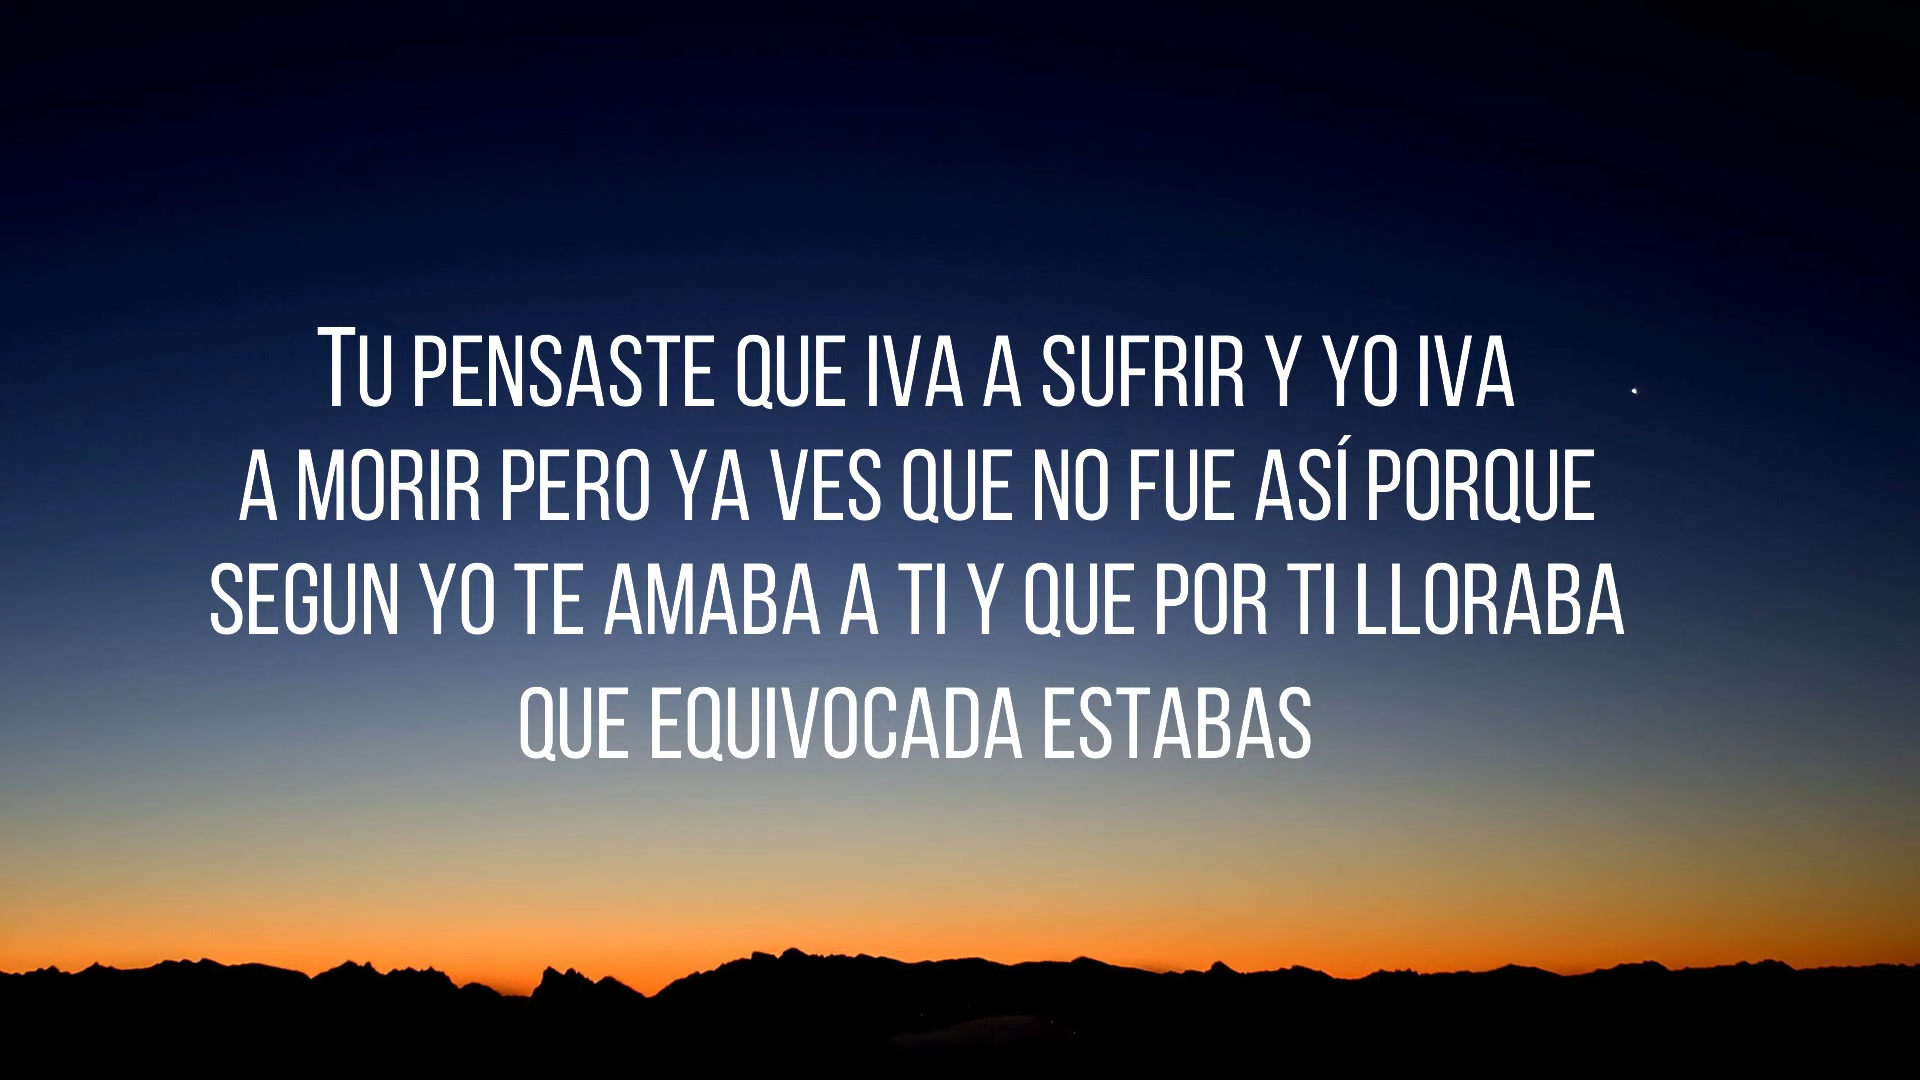 Tu pensaste que iva a sufrir y yo iva
a morir pero ya ves que no fue así porque
segun yo te amaba a ti y que por ti lloraba
que equivocada estabas